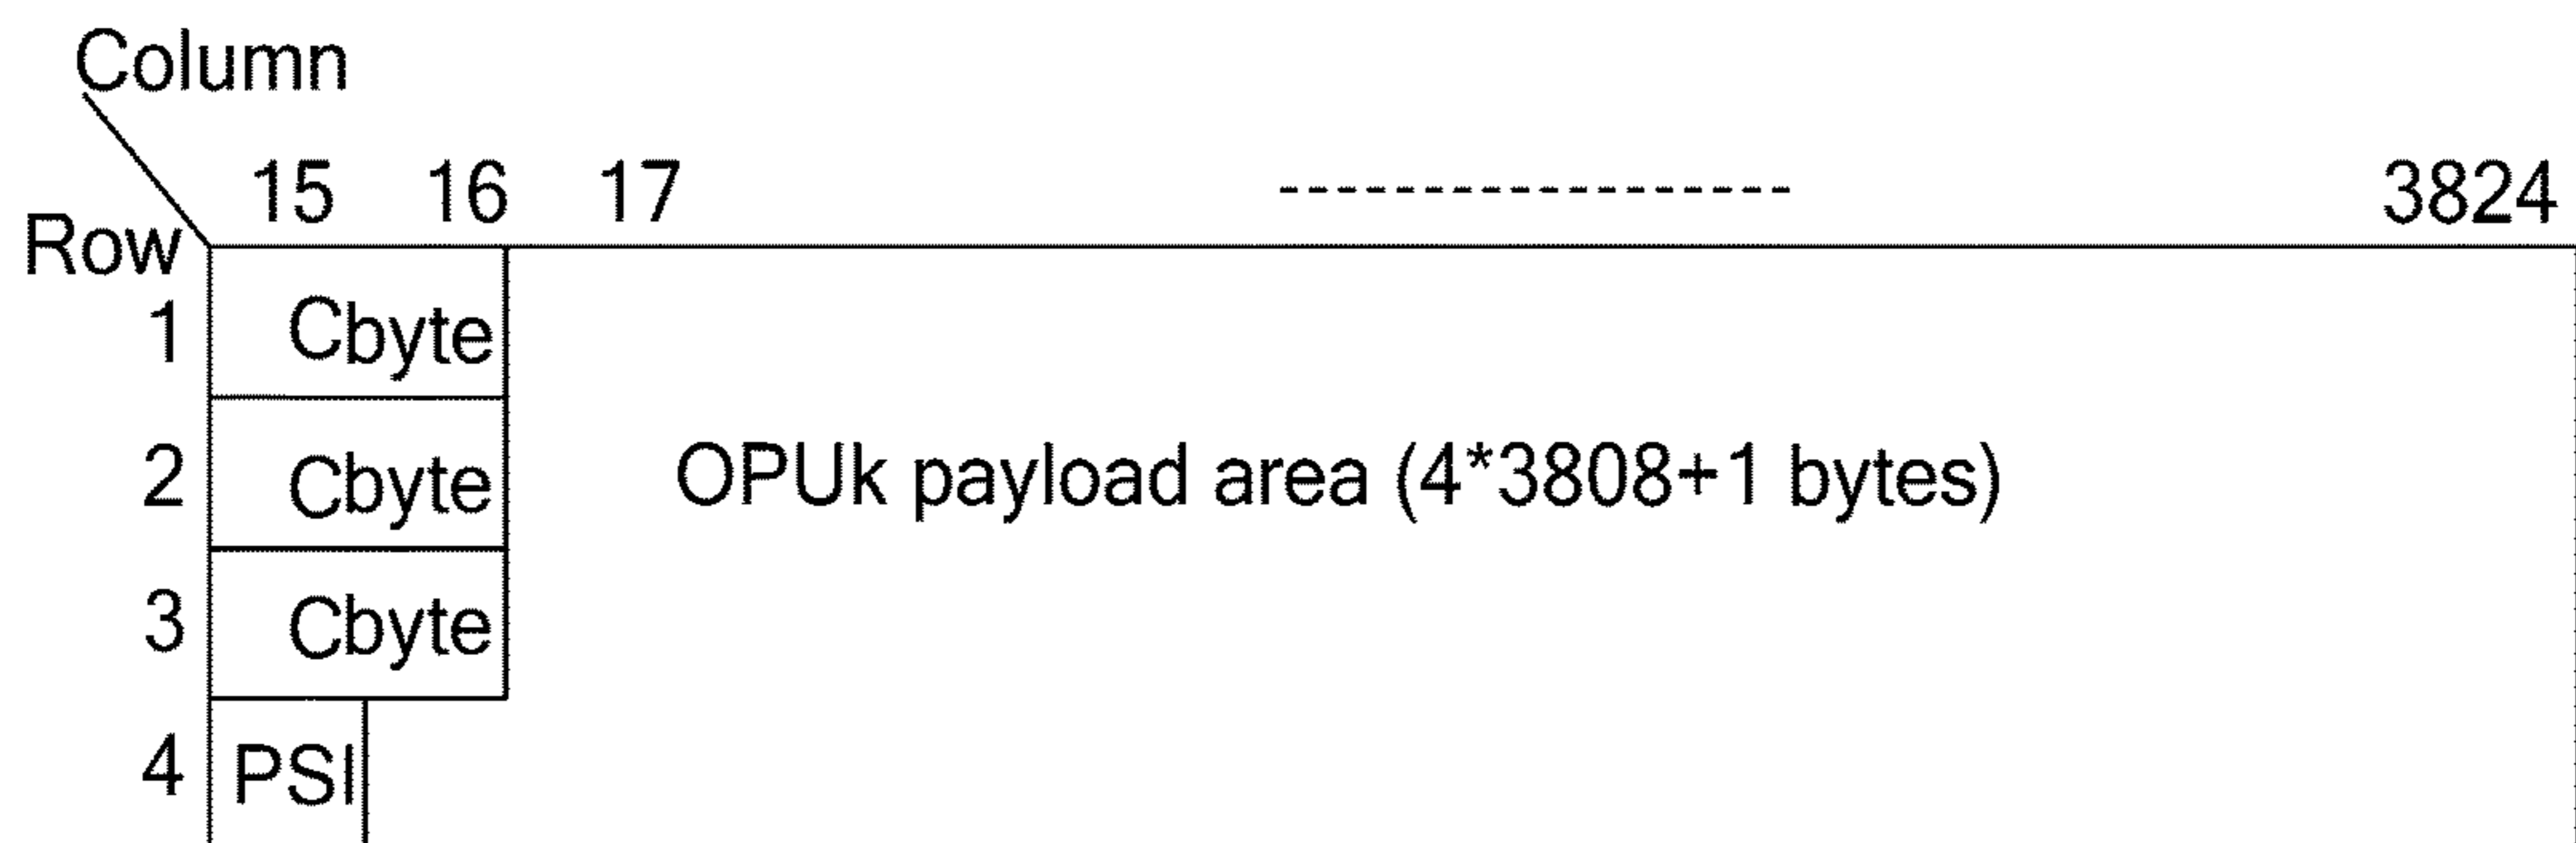 Column
15 16 17 ------------------ 3824
Row
1 Cbyte
2 Cbyte OPUk payload area (4*3808+1 bytes)
3 Cbyte
4 PSI